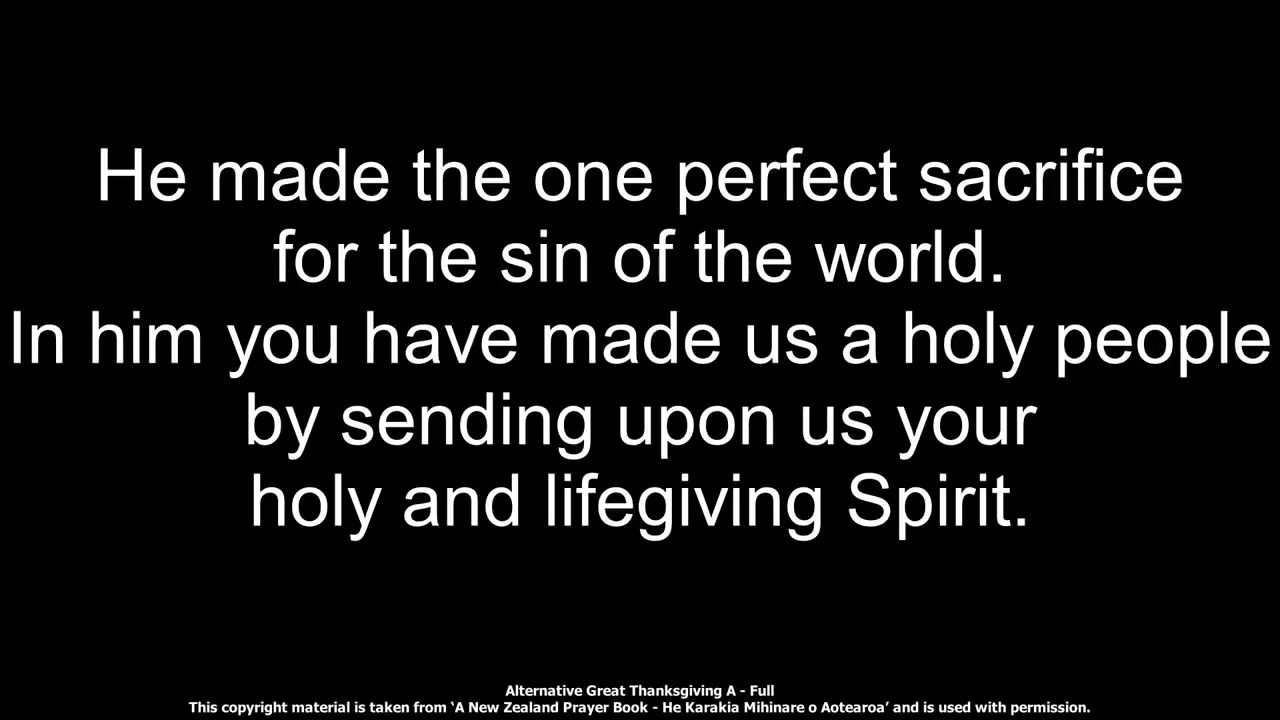 He made the one perfect sacrifice
for the sin of the world.
In him you have made us a holy people
by sending upon us your
holy and lifegiving Spirit.
Alternative Great Thanksgiving A - Full
This copyright material is taken from ‘A New Zealand Prayer Book - He Karakia Mihinare o Aotearoa’ and is used with permission.